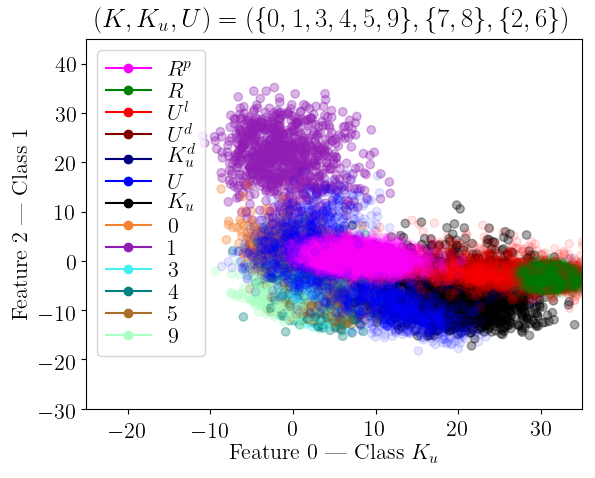 (K, K_u, U) = ({0, 1, 3, 4, 5, 9}, {7, 8}, {2, 6})
40
30
20
10
0
−10
−20
−30
Feature 2 — Class 1
R^p
R
U^l
U^d
K_u^d
U
K_u
0
1
3
4
5
9
−20
−10
0
10
20
30
Feature 0 — Class K_u